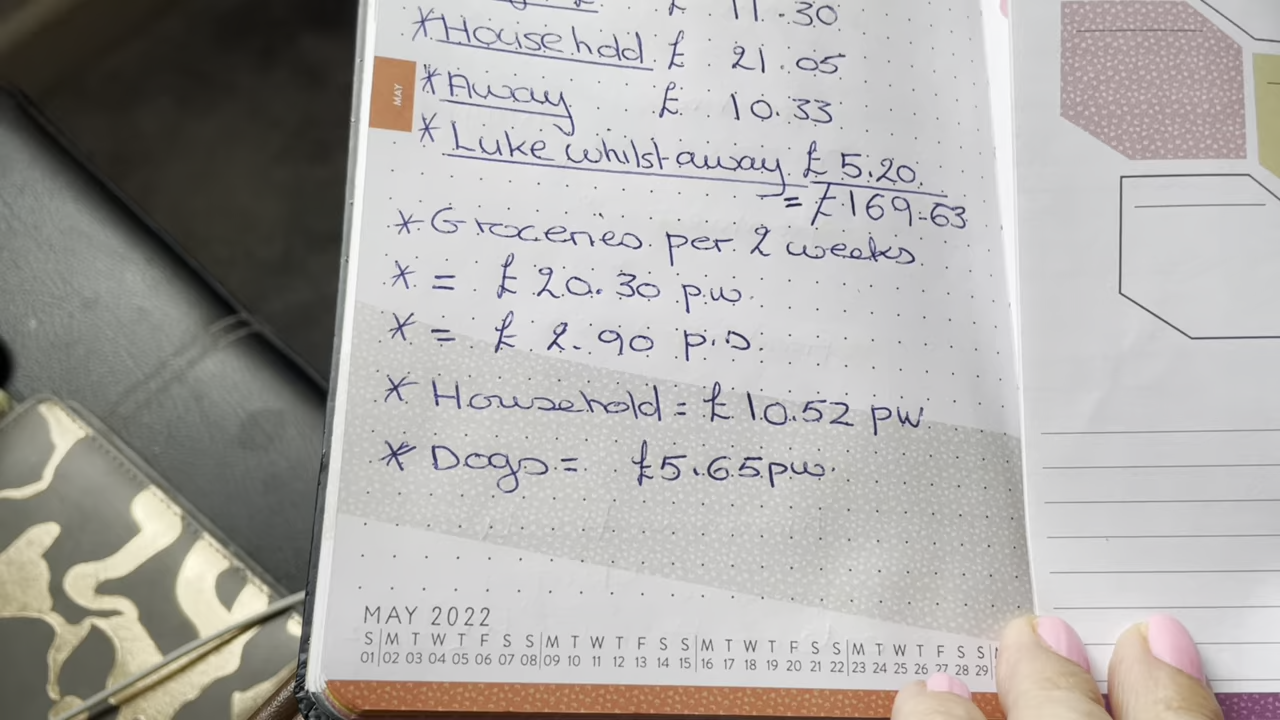 £ 11.30
* Household £ 21.05
* Away £ 10.33
MAY
* Luke whilst away £ 5.20
= £169.63
* Groceries per 2 weeks
* = £20.30 p.w.
* = £ 2.90 p.D.
* Household = £10.52 pw
* Dogs = £5.65pw.
MAY 2022
S M T W T F S S M T W T F S S M T W T F S S M T W T F S S
01 02 03 04 05 06 07 08 09 10 11 12 13 14 15 16 17 18 19 20 21 22 23 24 25 26 27 28 29